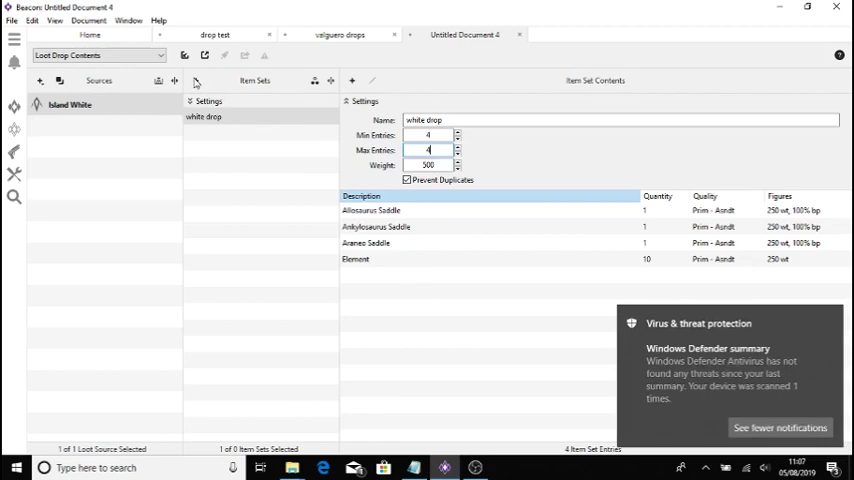 Beacon: Untitled Document 4
File Edit View Document Window Help
Home drop test × valguero drops × Untitled Document 4 ×
Loot Drop Contents
Sources Item Sets Item Set Contents
Island White
Settings
white drop
Settings
Name: white drop
Min Entries: 4
Max Entries: 4
Weight: 500
Prevent Duplicates
Description Quantity Quality Figures
Allosaurus Saddle 1 Prim - Asndt 250 wt, 100% bp
Ankylosaurus Saddle 1 Prim - Asndt 250 wt, 100% bp
Araneo Saddle 1 Prim - Asndt 250 wt, 100% bp
Element 10 Prim - Asndt 250 wt
Virus & threat protection
Windows Defender summary
Windows Defender Antivirus has not
found any threats since your last
summary. Your device was scanned 1
times.
See fewer notifications
1 of 1 Loot Source Selected 1 of 0 Item Sets Selected 4 Item Set Entries
Type here to search
11:07
05/08/2019